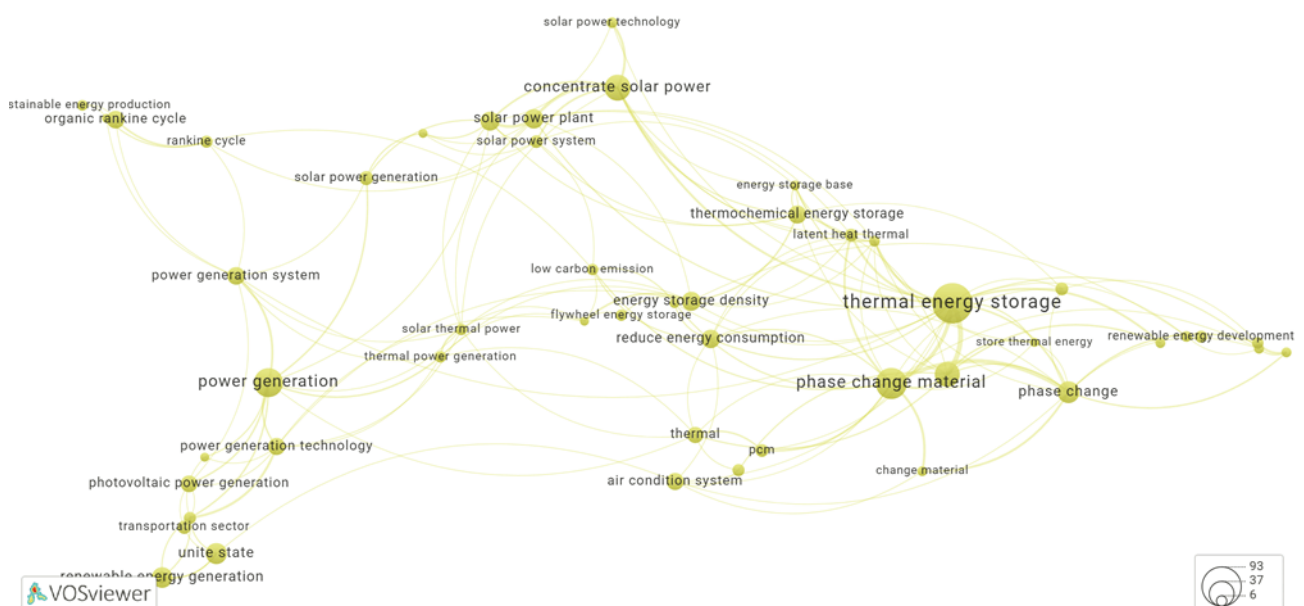 solar power technology
concentrate solar power
stainable energy production
organic rankine cycle
solar power plant
rankine cycle
solar power system
solar power generation
energy storage base
thermochemical energy storage
latent heat thermal
power generation system
low carbon emission
energy storage density
thermal energy storage
flywheel energy storage
solar thermal power
reduce energy consumption
store thermal energy
renewable energy development
thermal power generation
power generation
phase change material
phase change
thermal
power generation technology
pcm
change material
photovoltaic power generation
air condition system
transportation sector
unite state
renewable energy generation
VOSviewer
93
37
6